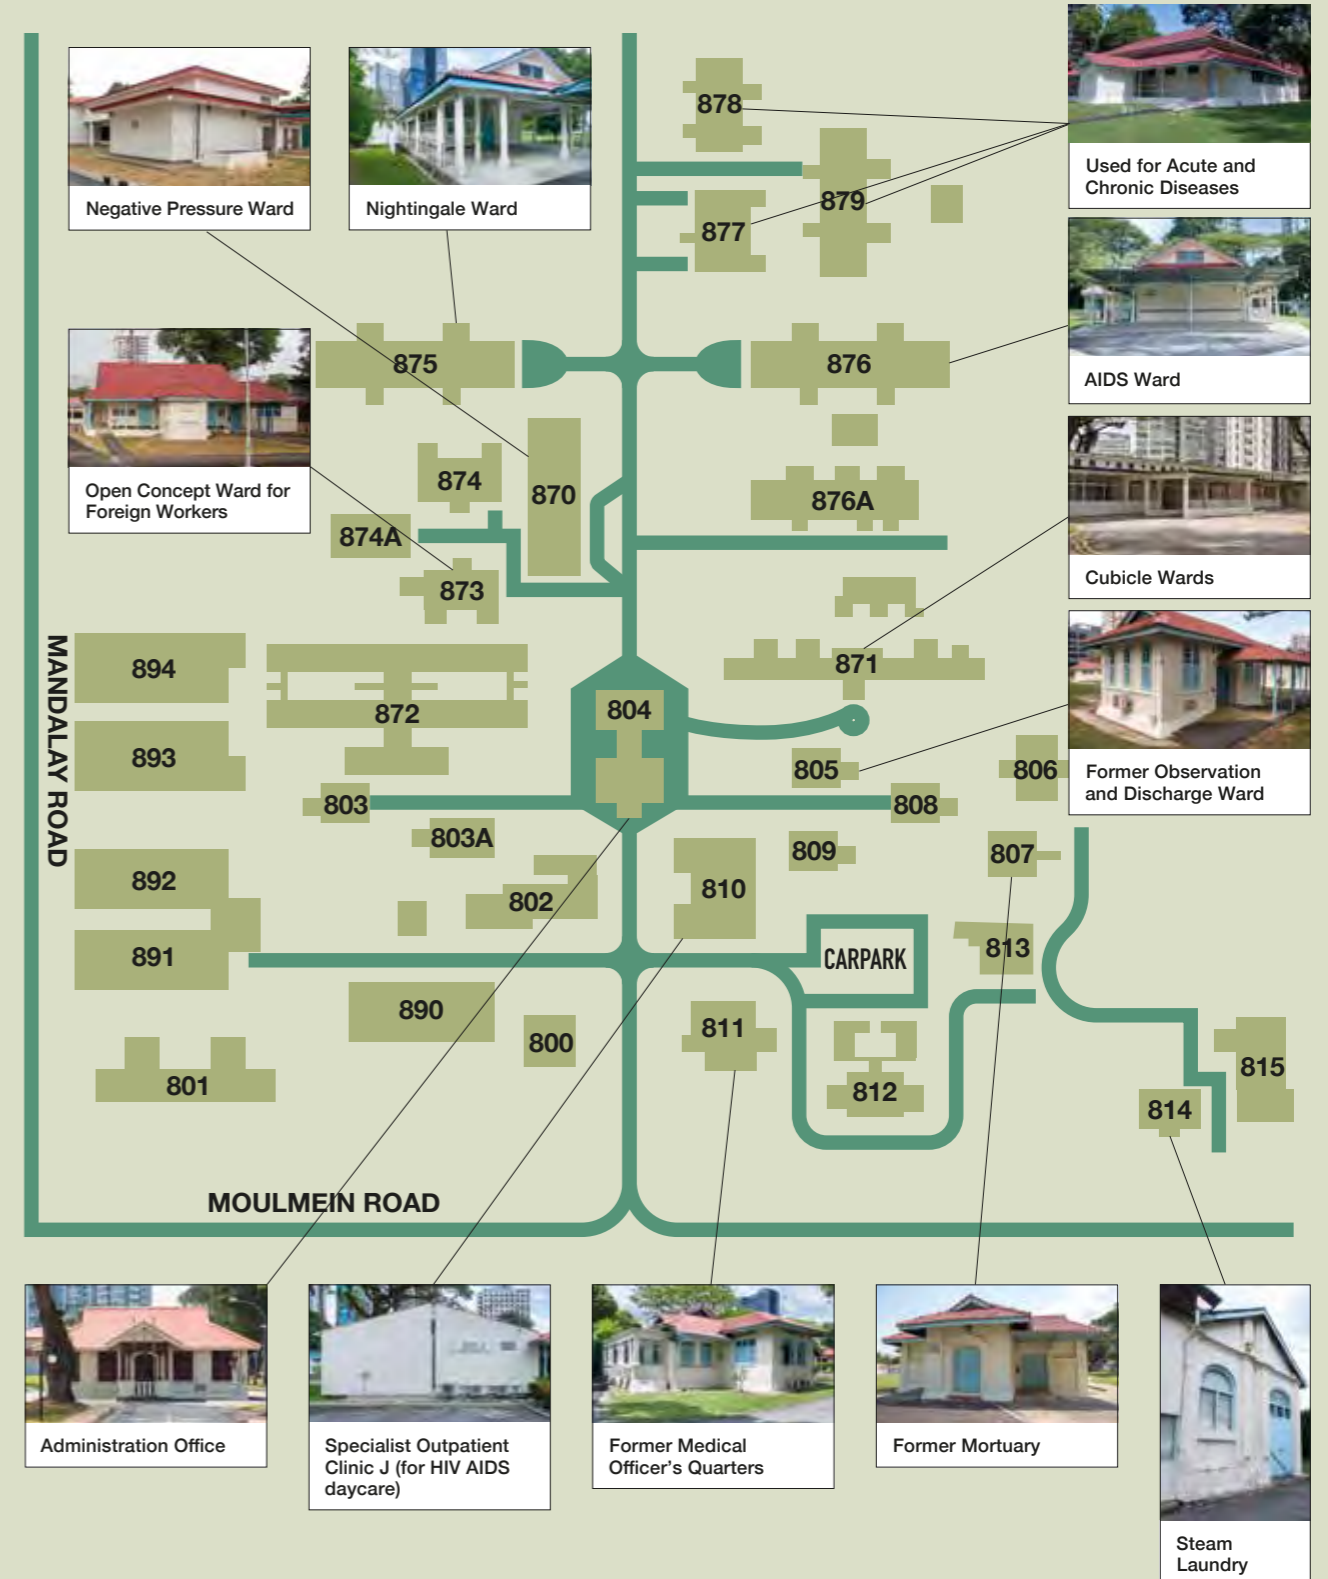 Negative Pressure Ward
Nightingale Ward
Used for Acute and
Chronic Diseases
AIDS Ward
Open Concept Ward for
Foreign Workers
Cubicle Wards
Former Observation
and Discharge Ward
878
879
877
875
876
874
870
876A
874A
873
871
894
872
804
893
805
806
803
808
803A
809
807
892
802
810
891
CARPARK
813
890
800
811
812
801
815
814
MANDALAY ROAD
MOULMEIN ROAD
Administration Office
Specialist Outpatient
Clinic J (for HIV AIDS
daycare)
Former Medical
Officer's Quarters
Former Mortuary
Steam
Laundry